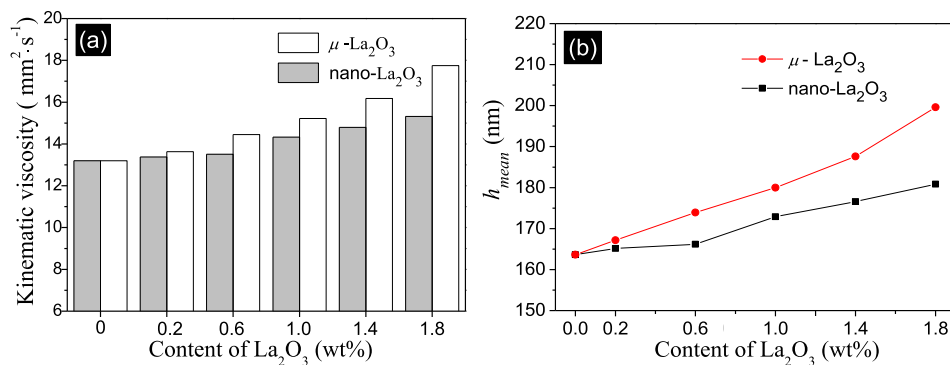 (a)
μ-La₂O₃
nano-La₂O₃
Kinematic viscosity ( mm²·s⁻¹)
20
18
16
14
12
10
8
6
0 0.2 0.6 1.0 1.4 1.8
Content of La₂O₃ (wt%)
(b)
μ- La₂O₃
nano-La₂O₃
h_mean (nm)
220
210
200
190
180
170
160
150
0.0 0.2 0.6 1.0 1.4 1.8
Content of La₂O₃ (wt%)